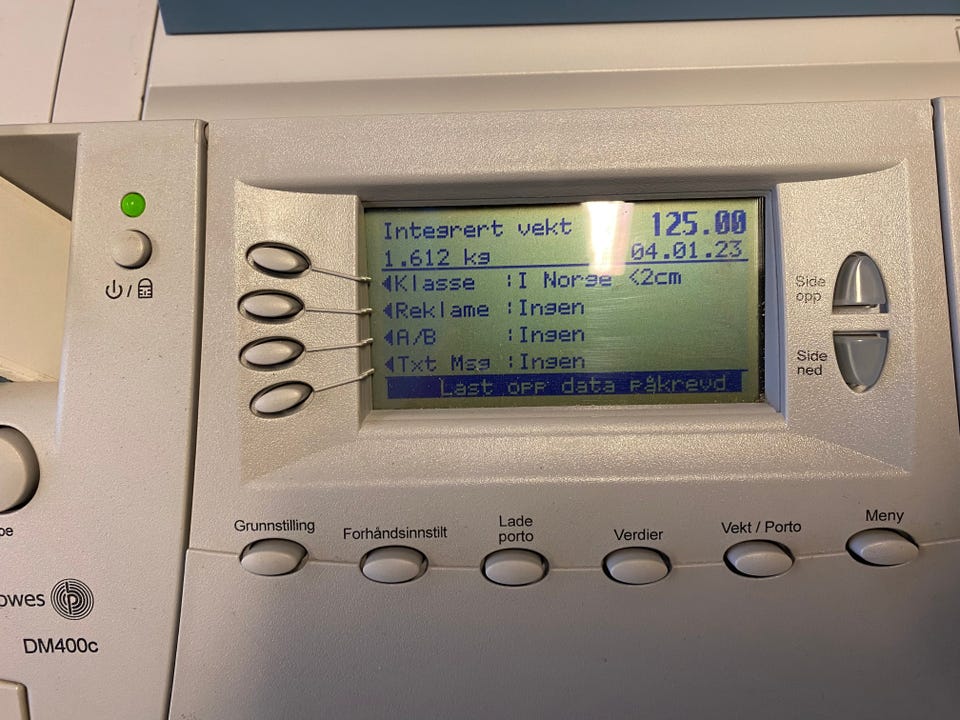 Integrert vekt 125.00
1.612 kg 04.01.23
Klasse :I Norge <2cm
Reklame :Ingen
A/B :Ingen
Txt Msg :Ingen
Last opp data påkrevd
Side opp
Side ned
Grunnstilling
Forhåndsinnstilt
Lade porto
Verdier
Vekt / Porto
Meny
DM400c